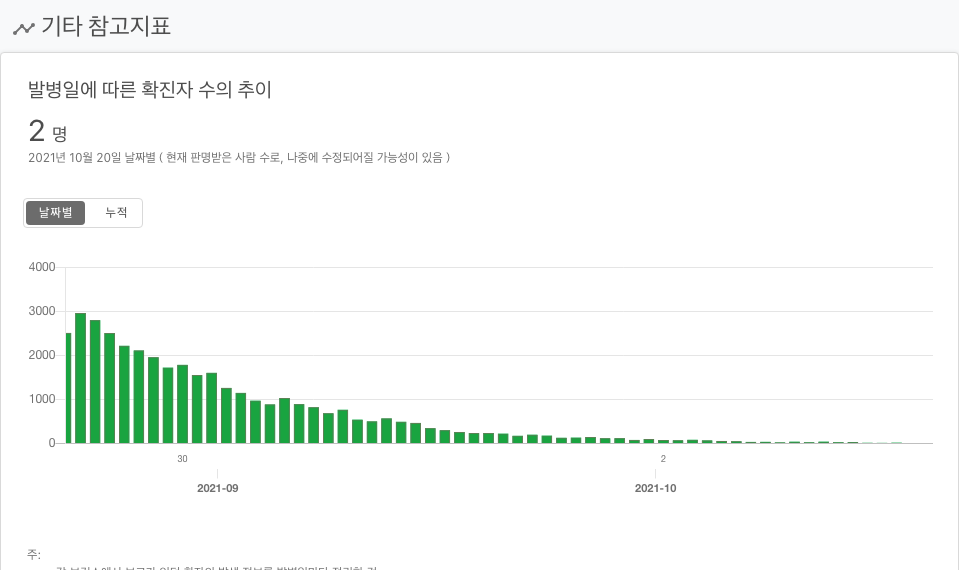 기타 참고지표
발병일에 따른 확진자 수의 추이
2 명
2021년 10월 20일 날짜별 ( 현재 판명받은 사람 수로, 나중에 수정되어질 가능성이 있음 )
날짜별 누적
4000
3000
2000
1000
0
30 2
2021-09 2021-10
주: